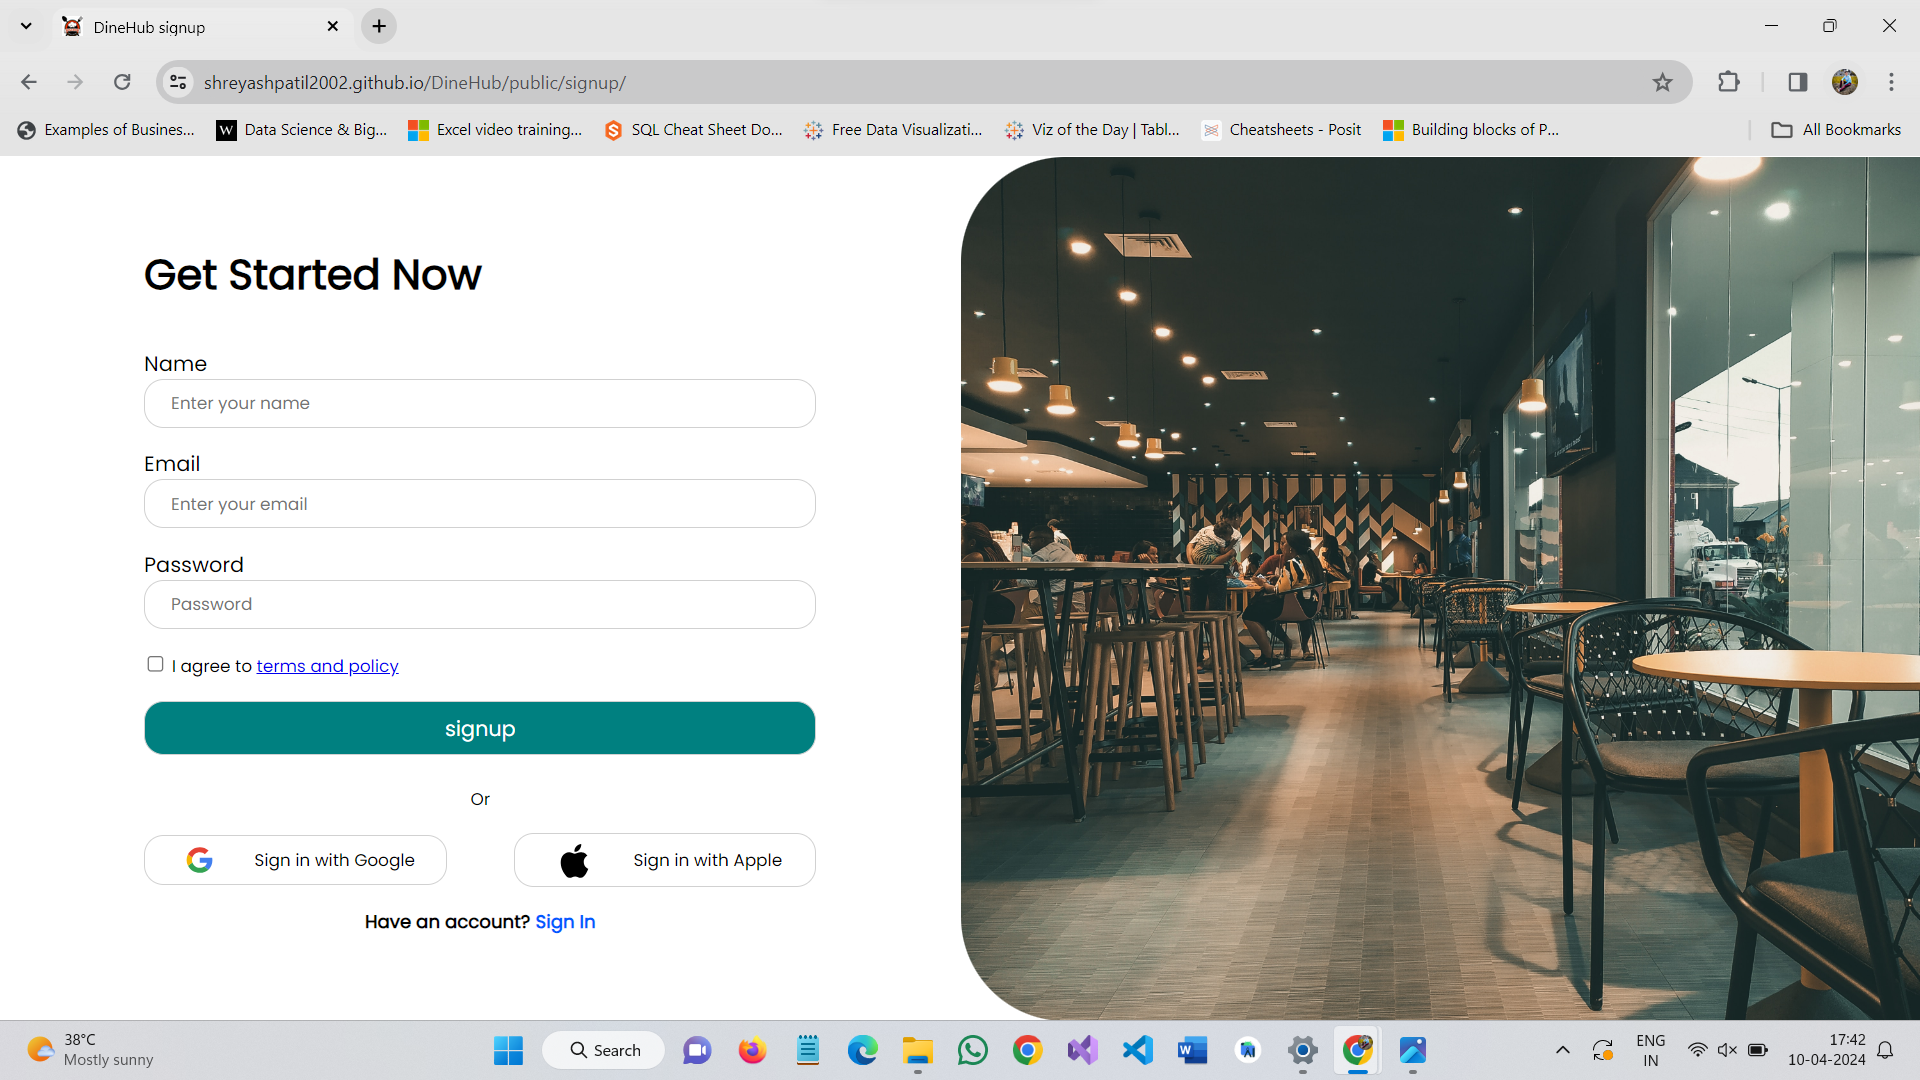 DineHub signup
shreyashpatil2002.github.io/DineHub/public/signup/
Examples of Busines...
W
Data Science & Big...
Excel video training...
SQL Cheat Sheet Do...
Free Data Visualizati...
Viz of the Day | Tabl...
Cheatsheets - Posit
Building blocks of P...
All Bookmarks
Get Started Now
Name
Enter your name
Email
Enter your email
Password
Password
I agree to terms and policy
signup
Or
Sign in with Google
Sign in with Apple
Have an account? Sign In
38°C
Mostly sunny
Search
W
ENG
IN
17:42
10-04-2024